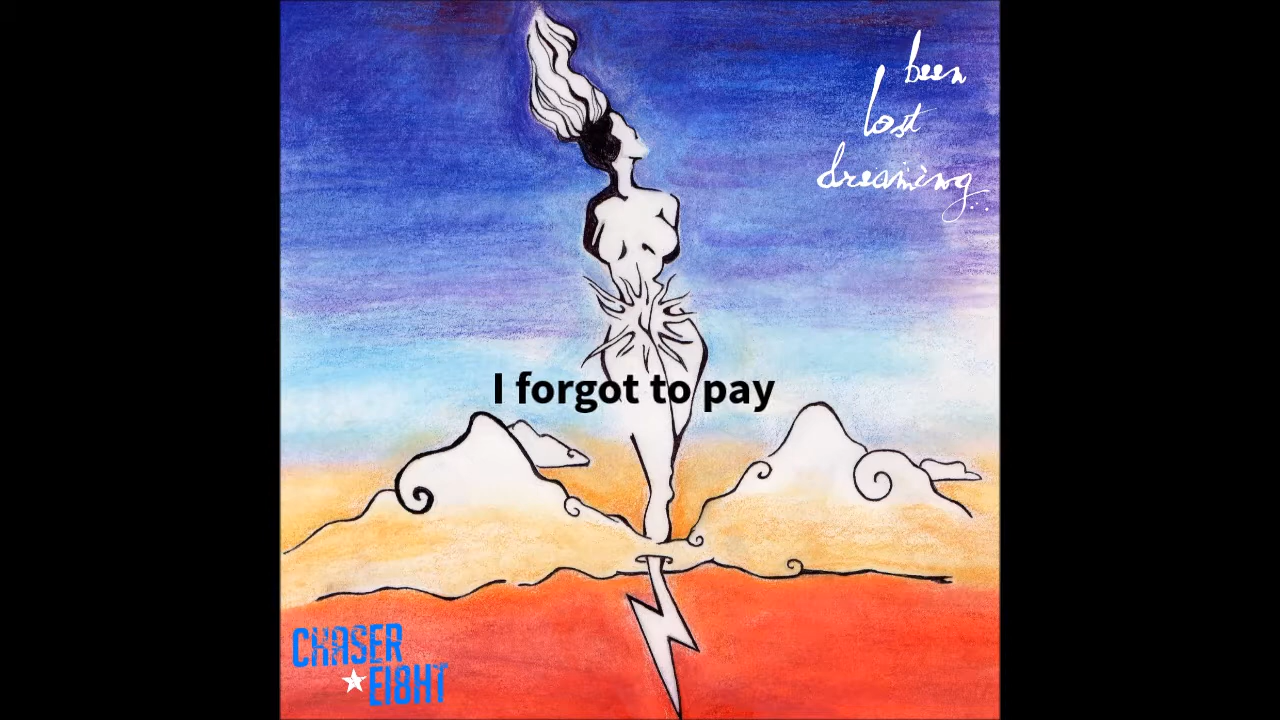 been
lost
dreaming...
I forgot to pay
CHASER
EI8HT